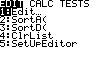 EDIT CALC TESTS
1:Edit…
2:SortA(
3:SortD(
4:ClrList
5:SetUpEditor